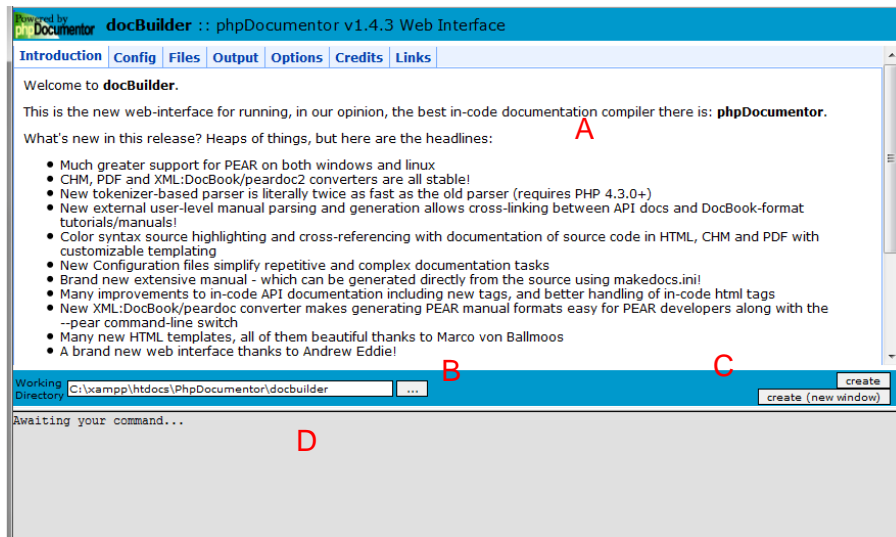 Powered by
phpDocumentor docBuilder :: phpDocumentor v1.4.3 Web Interface
Introduction Config Files Output Options Credits Links
Welcome to docBuilder.
This is the new web-interface for running, in our opinion, the best in-code documentation compiler there is: phpDocumentor.
A
What's new in this release? Heaps of things, but here are the headlines:
Much greater support for PEAR on both windows and linux
CHM, PDF and XML:DocBook/peardoc2 converters are all stable!
New tokenizer-based parser is literally twice as fast as the old parser (requires PHP 4.3.0+)
New external user-level manual parsing and generation allows cross-linking between API docs and DocBook-format
tutorials/manuals!
Color syntax source highlighting and cross-referencing with documentation of source code in HTML, CHM and PDF with
customizable templating
New Configuration files simplify repetitive and complex documentation tasks
Brand new extensive manual - which can be generated directly from the source using makedocs.ini!
Many improvements to in-code API documentation including new tags, and better handling of in-code html tags
New XML:DocBook/peardoc converter makes generating PEAR manual formats easy for PEAR developers along with the
--pear command-line switch
Many new HTML templates, all of them beautiful thanks to Marco von Ballmoos
A brand new web interface thanks to Andrew Eddie!
B
C
Working
Directory C:\xampp\htdocs\PhpDocumentor\docbuilder ...
create
create (new window)
Awaiting your command...
D